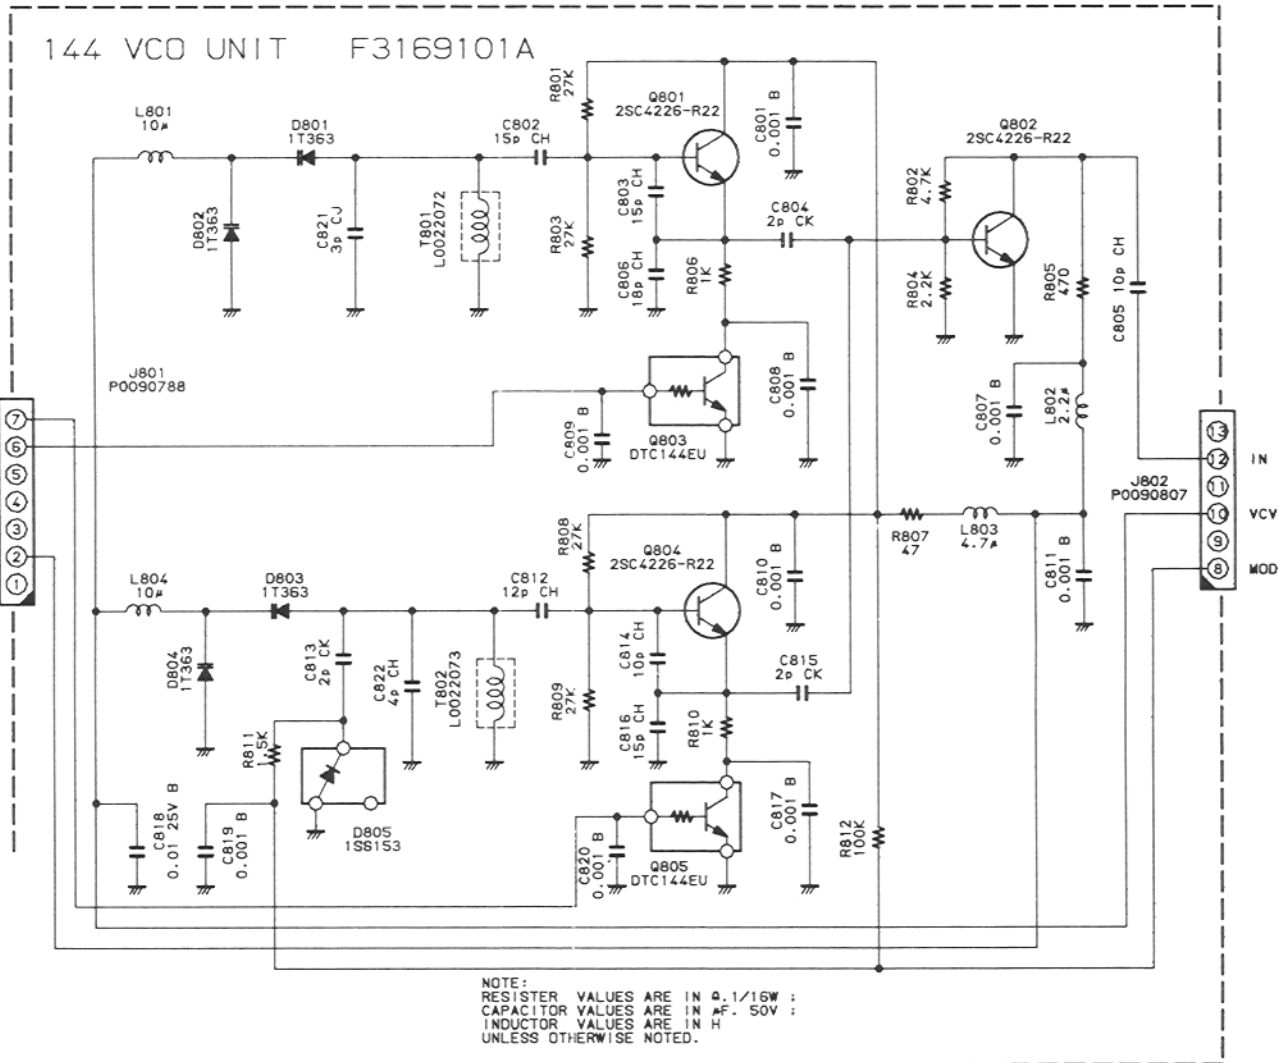 144 VCO UNIT F3169101A
L801
10μ
D801
1T363
C802
15p CH
R801
27K
Q801
2SC4226-R22
C801
0.001 B
Q802
2SC4226-R22
D802
1T363
C821
3p CJ
T801
L0022072
R803
27K
C803
15p CH
C806
18p CH
R806
1K
C804
2p CK
R802
4.7K
R804
2.2K
R805
470
C805 10p CH
J801
P0090788
C808
0.001 B
C809
0.001 B
Q803
DTC144EU
C807
0.001 B
L802
2.2μ
7
6
5
4
3
2
1
J802
P0090807
13
12
11
10
9
8
IN
VCV
MOD
L804
10μ
D803
1T363
C812
12p CH
R808
27K
Q804
2SC4226-R22
C810
0.001 B
R807
47
L803
4.7μ
C811
0.001 B
D804
1T363
C813
2p CK
C822
4p CH
T802
L0022073
R809
27K
C814
10p CH
C816
15p CH
R810
1K
C815
2p CK
R811
1.5K
D805
1SS153
C818
0.01 25V B
C819
0.001 B
C820
0.001 B
Q805
DTC144EU
C817
0.001 B
R812
100K
NOTE:
RESISTER VALUES ARE IN Ω.1/16W ;
CAPACITOR VALUES ARE IN μF. 50V ;
INDUCTOR VALUES ARE IN H
UNLESS OTHERWISE NOTED.